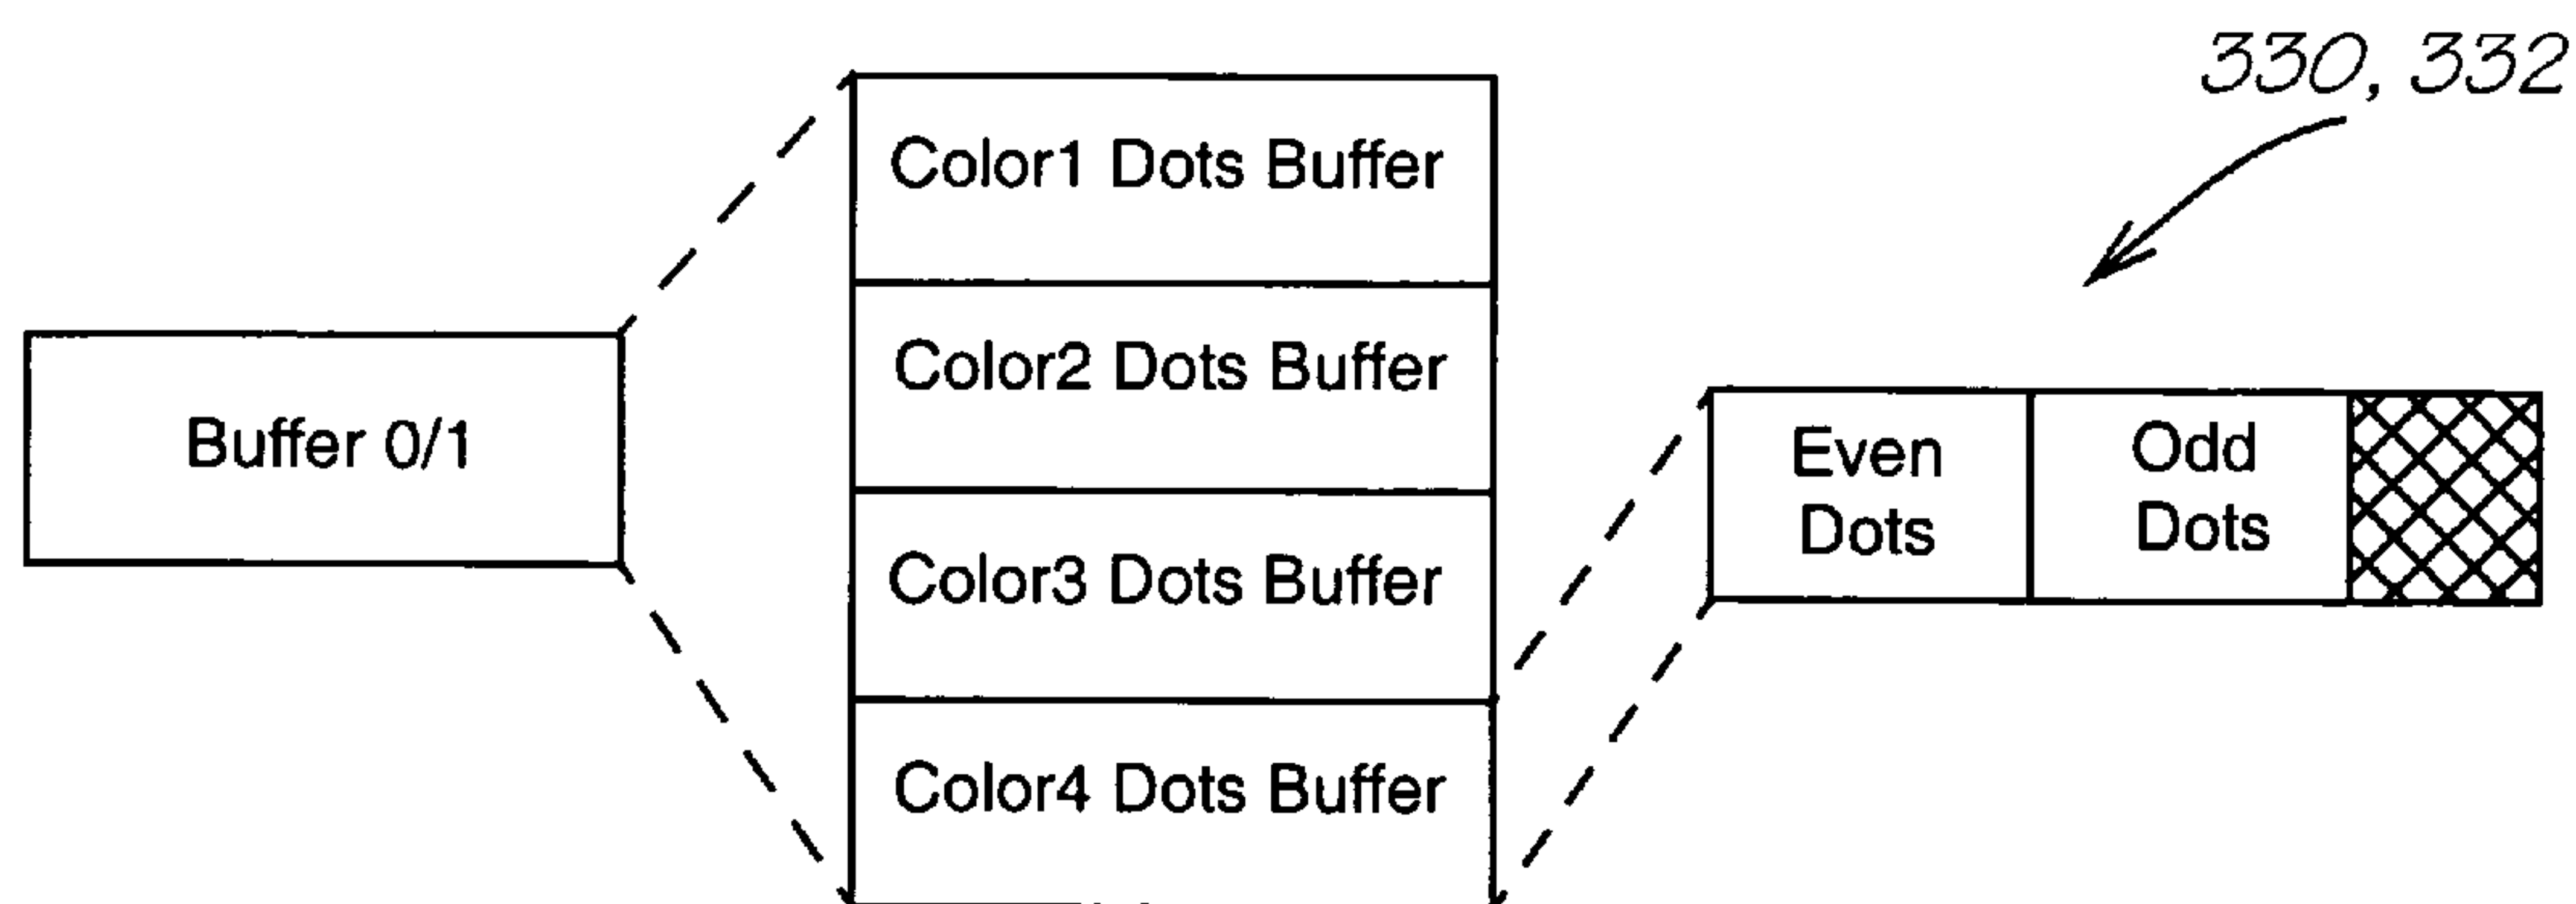 330, 332
Color1 Dots Buffer
Color2 Dots Buffer
Buffer 0/1
Even
Dots
Odd
Dots
Color3 Dots Buffer
Color4 Dots Buffer